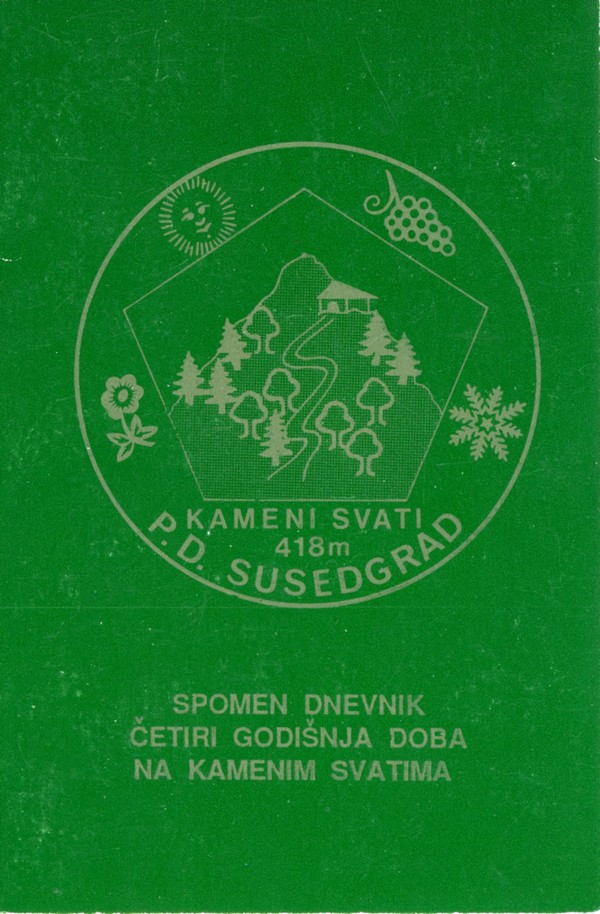 KAMENI SVATI
418m
P.D. SUSEDGRAD
SPOMEN DNEVNIK
ČETIRI GODIŠNJA DOBA
NA KAMENIM SVATIMA